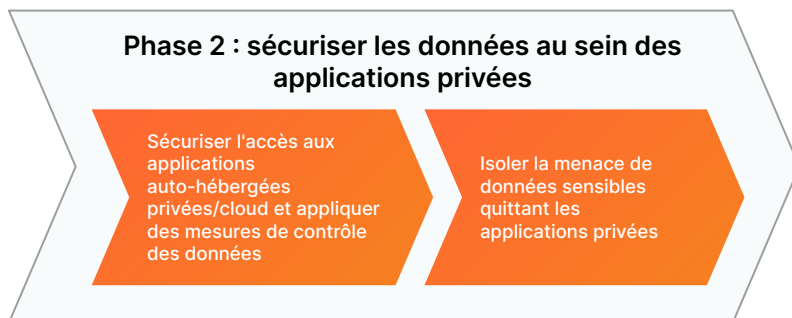 Phase 2 : sécuriser les données au sein des
applications privées
Sécuriser l'accès aux
applications
auto-hébergées
privées/cloud et appliquer
des mesures de contrôle
des données
Isoler la menace de
données sensibles
quittant les
applications privées